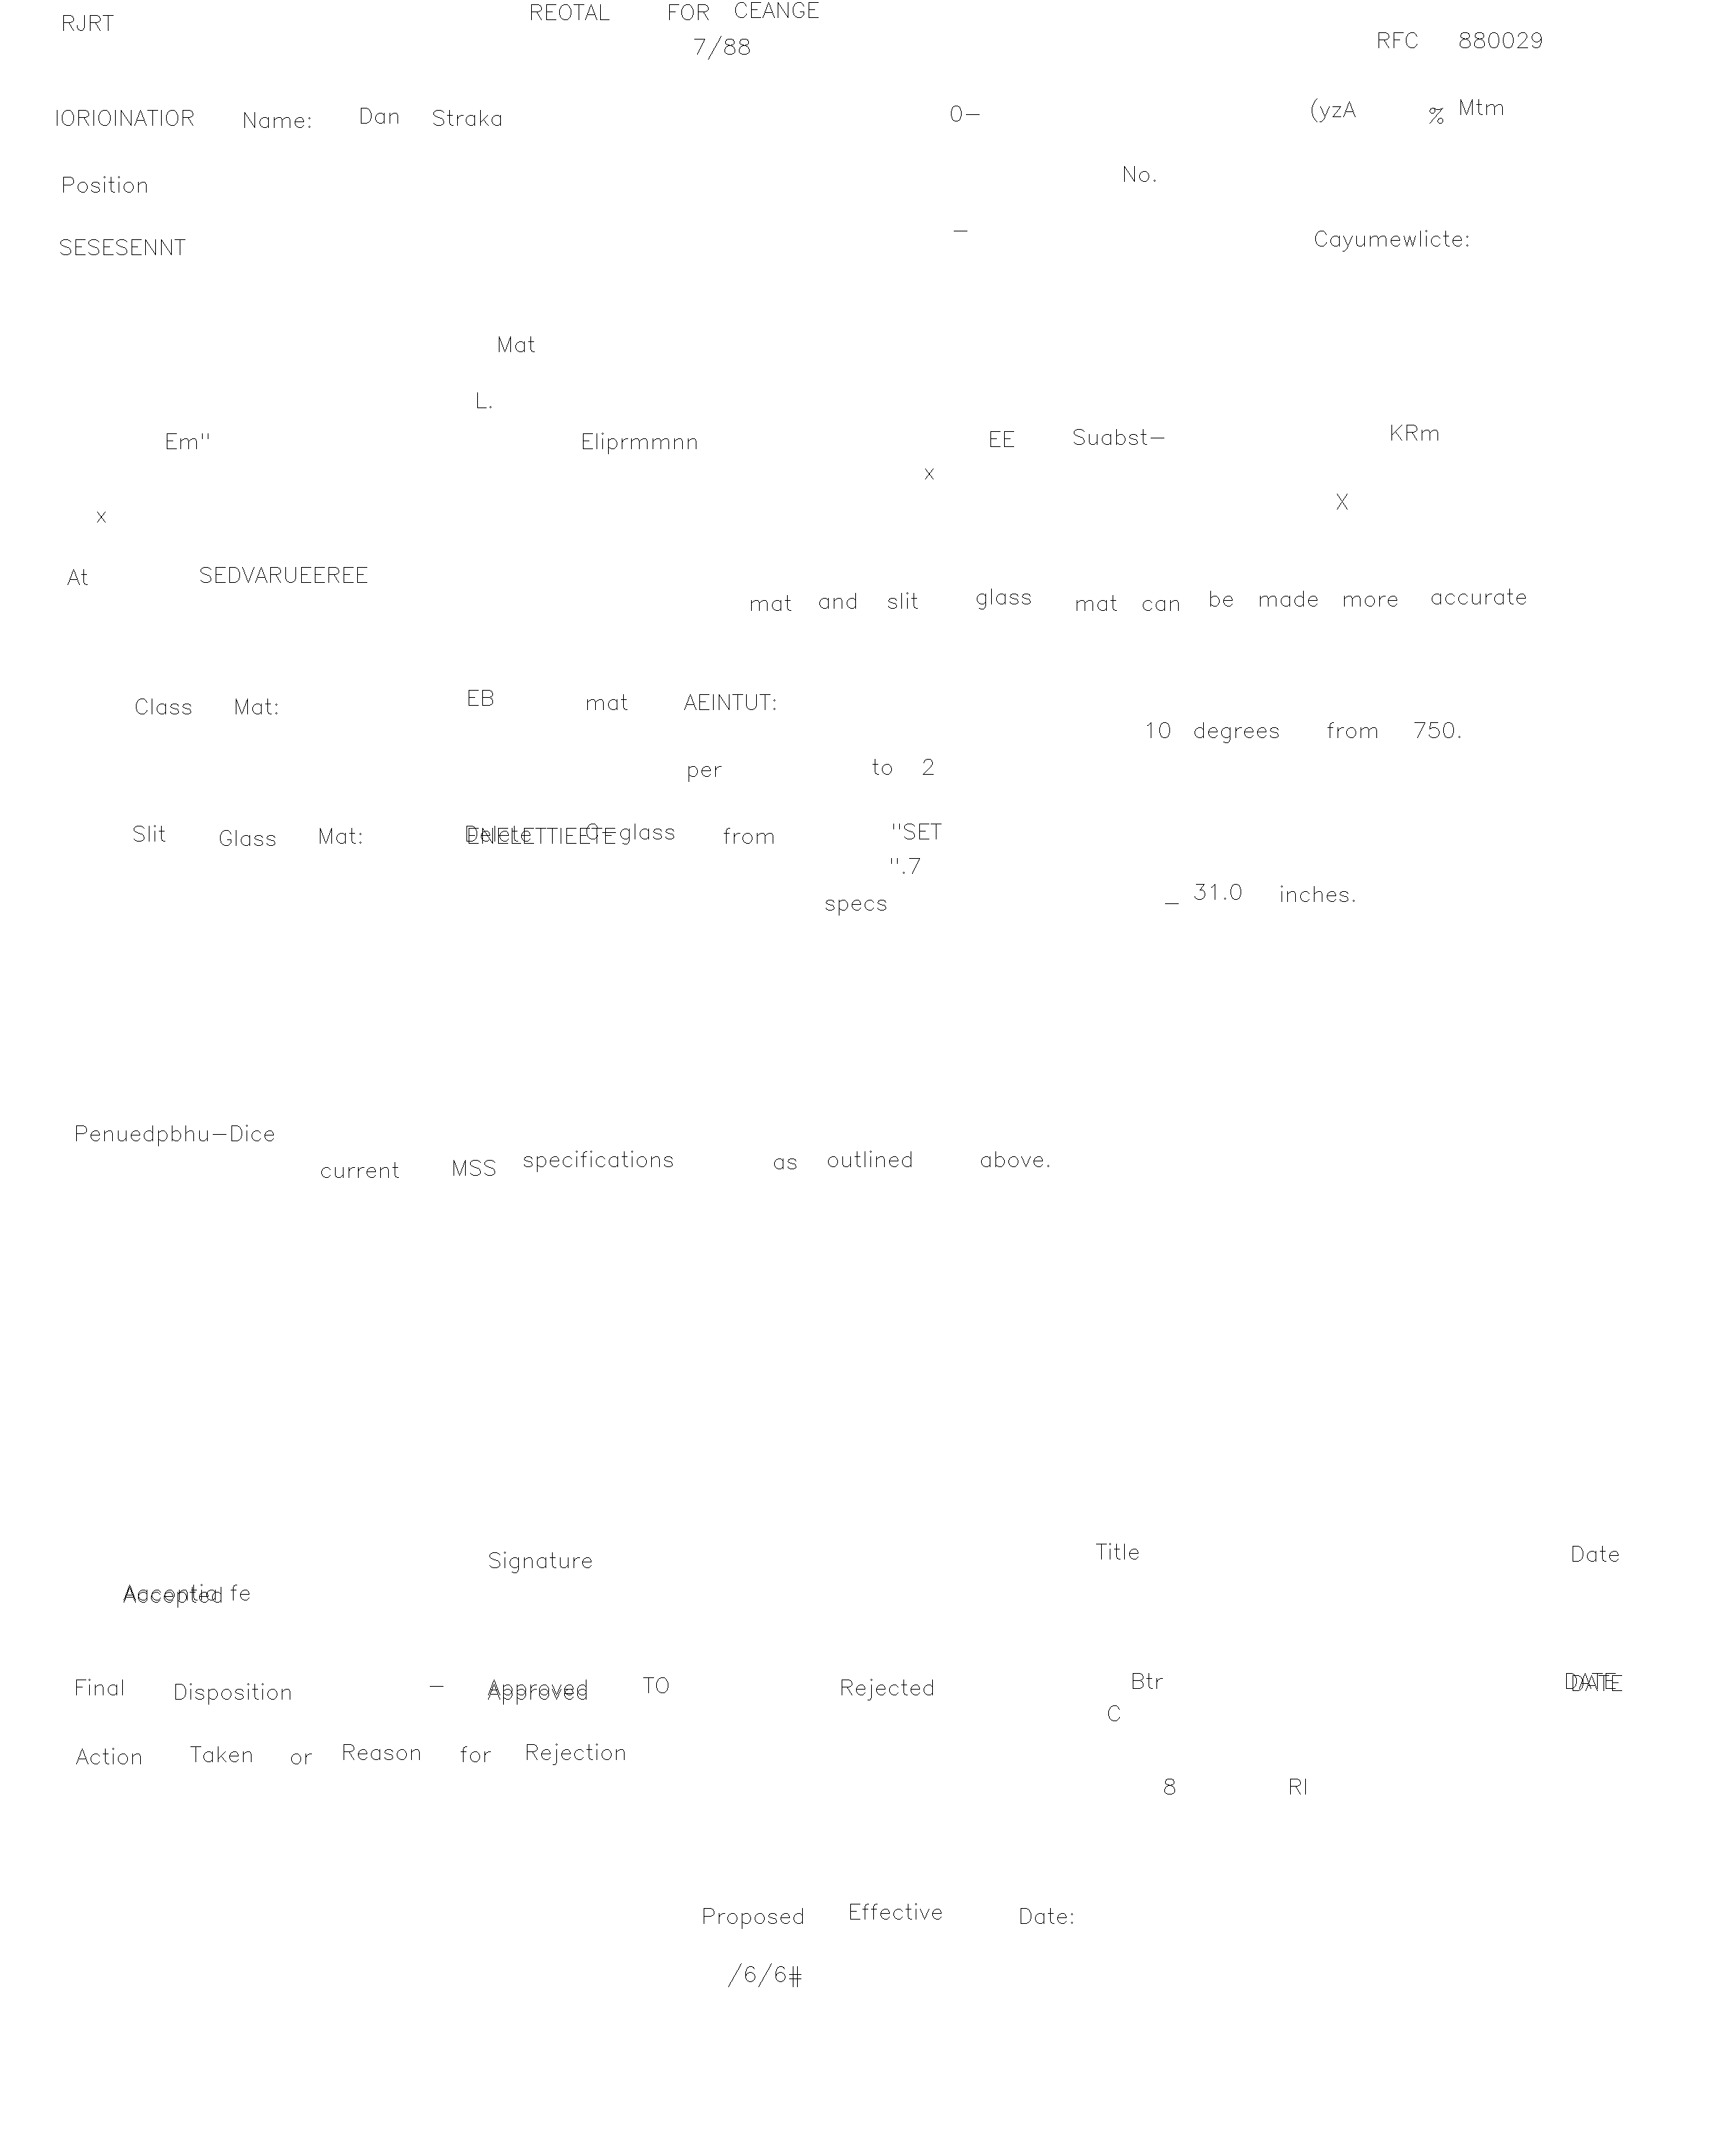 RJRT REOTAL FOR CEANGE
7/88
RFC 880029
IORIOINATIOR Name: Dan Straka 0- (yzA % Mtm
Position No.
SESESENNT - Cayumewlicte:
Mat
L.
Em" Eliprmmnn EE Suabst- KRm
x
x X
At SEDVARUEEREE
mat and slit glass mat can be made more accurate
Class Mat: EB mat AEINTUT:
10 degrees from 750.
per to 2
Slit Glass Mat: Delete C-glass from "SET
".7
specs _ 31.0 inches.
Penuedpbhu-Dice
current MSS specifications as outlined above.
Signature Title Date
Accepted fe
Final Disposition - Approved Approved TO Rejected Btr DATE DATE
C
Action Taken or Reason for Rejection
8 RI
Proposed Effective Date:
/6/6#